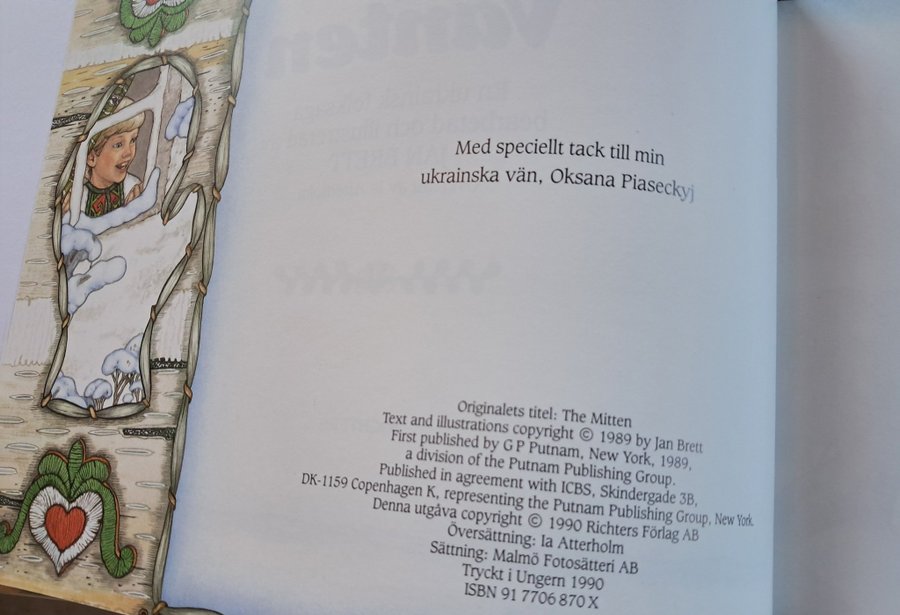 Med speciellt tack till min
ukrainska vän, Oksana Piaseckyj
Originalets titel: The Mitten
Text and illustrations copyright © 1989 by Jan Brett
First published by G P Putnam, New York, 1989,
a division of the Putnam Publishing Group.
Published in agreement with ICBS, Skindergade 3B,
DK-1159 Copenhagen K, representing the Putnam Publishing Group, New York.
Denna utgåva copyright © 1990 Richters Förlag AB
Översättning: Ia Atterholm
Sättning: Malmö Fotosätteri AB
Tryckt i Ungern 1990
ISBN 91 7706 870 X